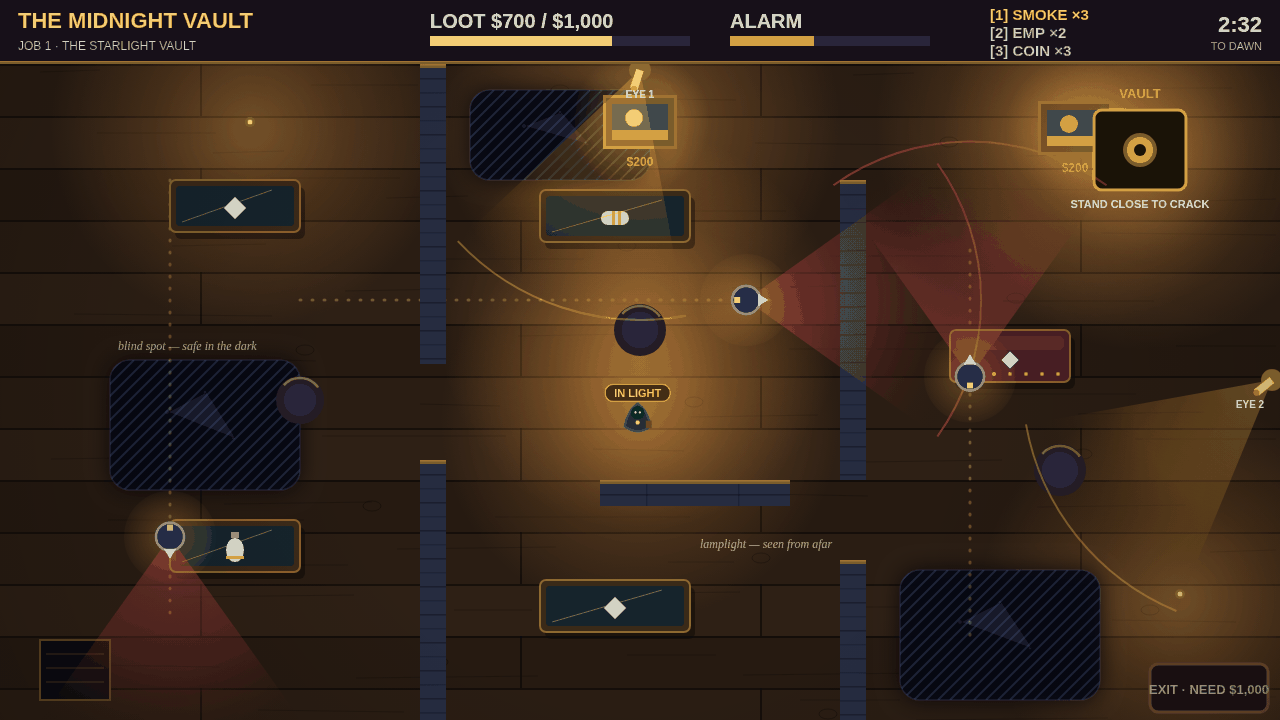 THE MIDNIGHT VAULT
JOB 1 · THE STARLIGHT VAULT
LOOT $700 / $1,000
ALARM
[1] SMOKE ×3
[2] EMP ×2
[3] COIN ×3
2:32
TO DAWN
EYE 1
$200
VAULT
$200
STAND CLOSE TO CRACK
blind spot — safe in the dark
IN LIGHT
EYE 2
lamplight — seen from afar
EXIT · NEED $1,000